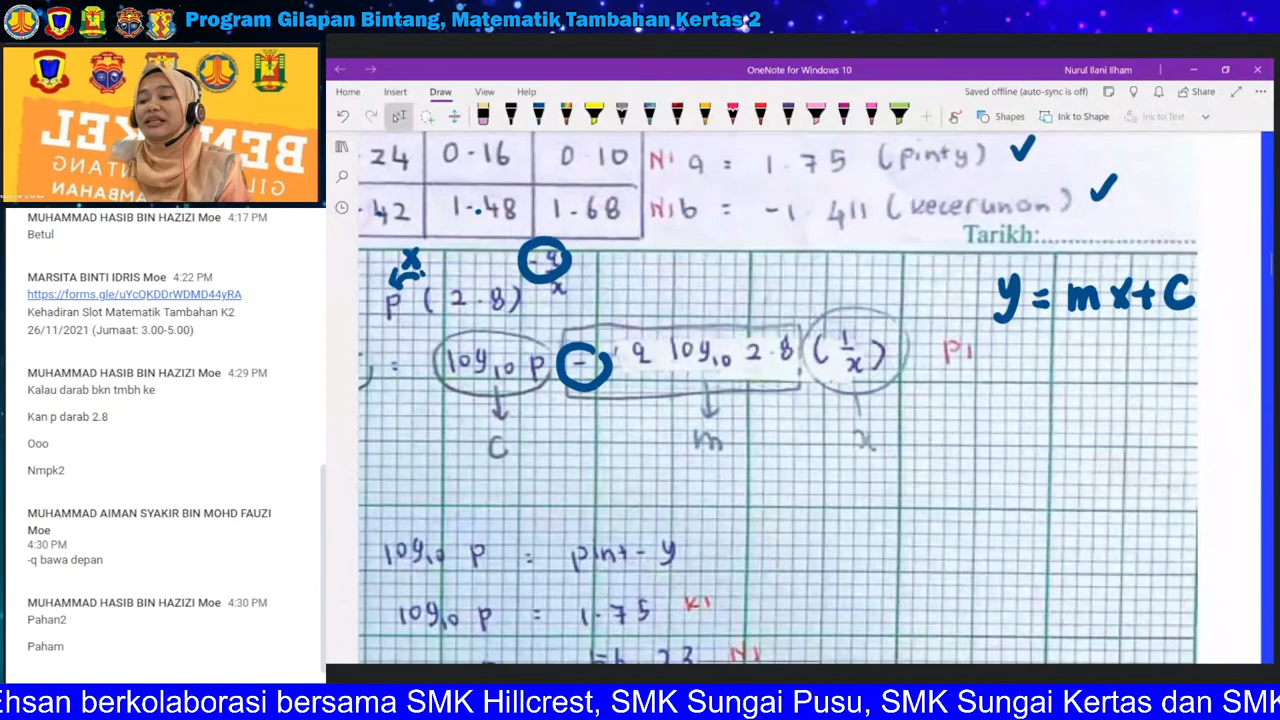 Program Gilapan Bintang, Matematik Tambahan Kertas 2
OneNote for Windows 10
Nurul Ilani Ilham
Home Insert Draw View Help
Saved offline (auto-sync is off)
Share
Shapes
Ink to Shape
Ink to Text
MUHAMMAD HASIB BIN HAZIZI Moe 4:17 PM
Betul
MARSITA BINTI IDRIS Moe 4:22 PM
https://forms.gle/uYcQKDDrWDMD44yRA
Kehadiran Slot Matematik Tambahan K2
26/11/2021 (Jumaat: 3.00-5.00)
MUHAMMAD HASIB BIN HAZIZI Moe 4:29 PM
Kalau darab bkn tmbh ke
Kan p darab 2.8
Ooo
Nmpk2
MUHAMMAD AIMAN SYAKIR BIN MOHD FAUZI
Moe
4:30 PM
-q bawa depan
MUHAMMAD HASIB BIN HAZIZI Moe 4:30 PM
Pahan2
Paham
24 0.16 0.10 N1 a = 1.75 (pinty) ✓
.42 1.48 1.68 N1 b = -1.411 (kecerunan) ✓
Tarikh:
x
p (2.8) -q/x
y = mx + c
= log10 p - q log10 2.8 (1/x) P1
c m x
log10 p = pint-y
log10 p = 1.75 K1
N1
Ehsan berkolaborasi bersama SMK Hillcrest, SMK Sungai Pusu, SMK Sungai Kertas dan SMK